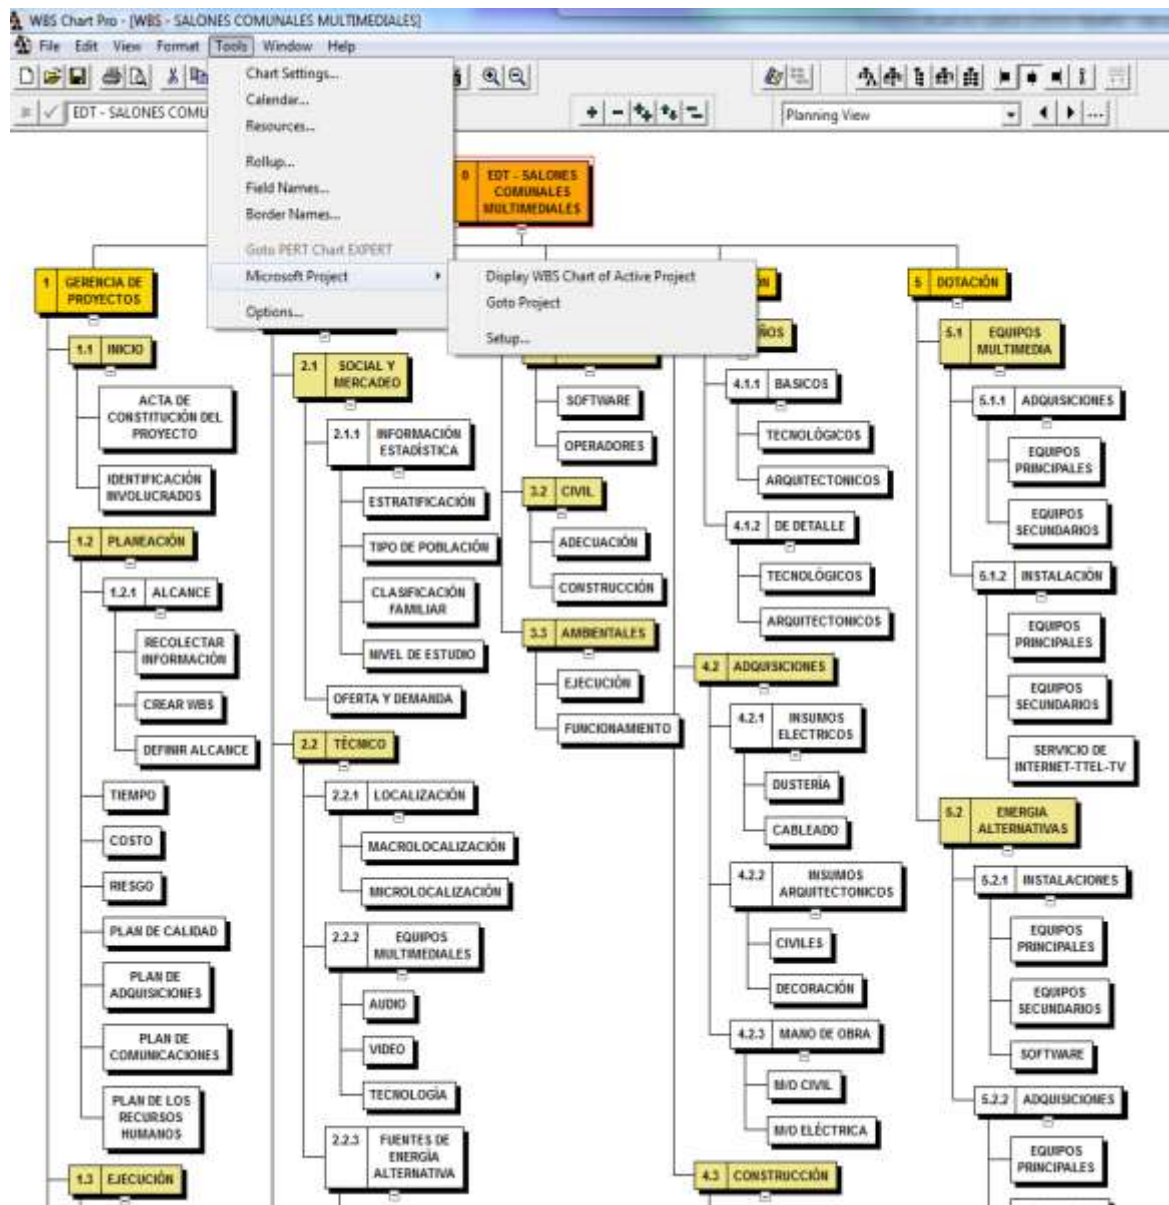 WBS Chart Pro - [WBS - SALONES COMUNALES MULTIMEDIALES]
File Edit View Format Tools Window Help
EDT - SALONES COMU
Planning View
Chart Settings...
Calendar...
Resources...
Rollup...
Field Names...
Border Names...
Goto PERT Chart EXPERT
Microsoft Project
Options...
Display WBS Chart of Active Project
Goto Project
Setup...
0 EDT - SALONES
COMUNALES
MULTIMEDIALES
1 GERENCIA DE
PROYECTOS
1.1 INICIO
ACTA DE
CONSTITUCIÓN DEL
PROYECTO
IDENTIFICACIÓN
INVOLUCRADOS
1.2 PLANEACIÓN
1.2.1 ALCANCE
RECOLECTAR
INFORMACIÓN
CREAR WBS
DEFINIR ALCANCE
TIEMPO
COSTO
RIESGO
PLAN DE CALIDAD
PLAN DE
ADQUISICIONES
PLAN DE
COMUNICACIONES
PLAN DE LOS
RECURSOS
HUMANOS
1.3 EJECUCIÓN
2.1 SOCIAL Y
MERCADEO
2.1.1 INFORMACIÓN
ESTADÍSTICA
ESTRATIFICACIÓN
TIPO DE POBLACIÓN
CLASIFICACIÓN
FAMILIAR
NIVEL DE ESTUDIO
OFERTA Y DEMANDA
2.2 TÉCNICO
2.2.1 LOCALIZACIÓN
MACROLOCALIZACIÓN
MICROLOCALIZACIÓN
2.2.2 EQUIPOS
MULTIMEDIALES
AUDIO
VIDEO
TECNOLOGÍA
2.2.3 FUENTES DE
ENERGÍA
ALTERNATIVA
SOFTWARE
OPERADORES
3.2 CIVIL
ADECUACIÓN
CONSTRUCCIÓN
3.3 AMBIENTALES
EJECUCIÓN
FUNCIONAMIENTO
ÓN
ÑOS
4.1.1 BASICOS
TECNOLÓGICOS
ARQUITECTONICOS
4.1.2 DE DETALLE
TECNOLÓGICOS
ARQUITECTONICOS
4.2 ADQUISICIONES
4.2.1 INSUMOS
ELECTRICOS
DUSTERÍA
CABLEADO
4.2.2 INSUMOS
ARQUITECTONICOS
CIVILES
DECORACIÓN
4.2.3 MANO DE OBRA
M/O CIVIL
M/O ELÉCTRICA
4.3 CONSTRUCCIÓN
5 DOTACIÓN
5.1 EQUIPOS
MULTIMEDIA
5.1.1 ADQUISICIONES
EQUIPOS
PRINCIPALES
EQUIPOS
SECUNDARIOS
5.1.2 INSTALACIÓN
EQUIPOS
PRINCIPALES
EQUIPOS
SECUNDARIOS
SERVICIO DE
INTERNET-TTEL-TV
5.2 ENERGIA
ALTERNATIVAS
5.2.1 INSTALACIONES
EQUIPOS
PRINCIPALES
EQUIPOS
SECUNDARIOS
SOFTWARE
5.2.2 ADQUISICIONES
EQUIPOS
PRINCIPALES